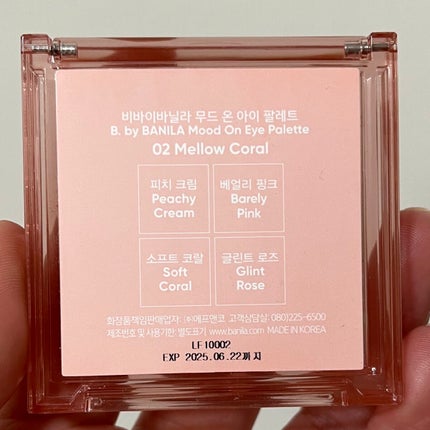 비바이바닐라 무드 온 아이 팔레트
B. by BANILA Mood On Eye Palette
02 Mellow Coral
피치 크림
Peachy
Cream
베얼리 핑크
Barely
Pink
소프트 코랄
Soft
Coral
글린트 로즈
Glint
Rose
화장품책임판매업자: ㈜에프앤코 고객상담실: 080)225-6500
제조번호 및 사용기한: 별도표기 www.banila.com MADE IN KOREA
LF10002
EXP 2025.06.22까지